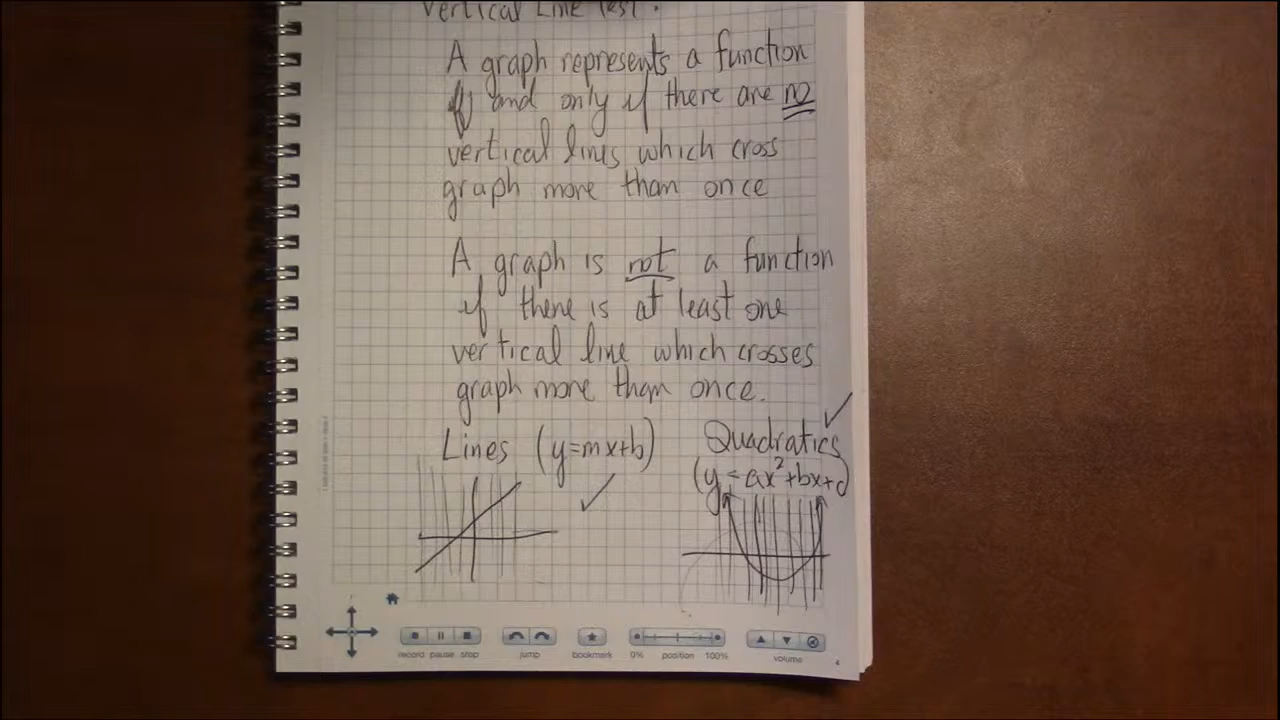 Vertical Line Test:
A graph represents a function
if and only if there are no
vertical lines which cross
graph more than once
A graph is not a function
if there is at least one
vertical line which crosses
graph more than once.
Lines (y=mx+b)
Quadratics
(y=ax²+bx+c)
record pause stop
jump
bookmark
0% position 100%
volume
4